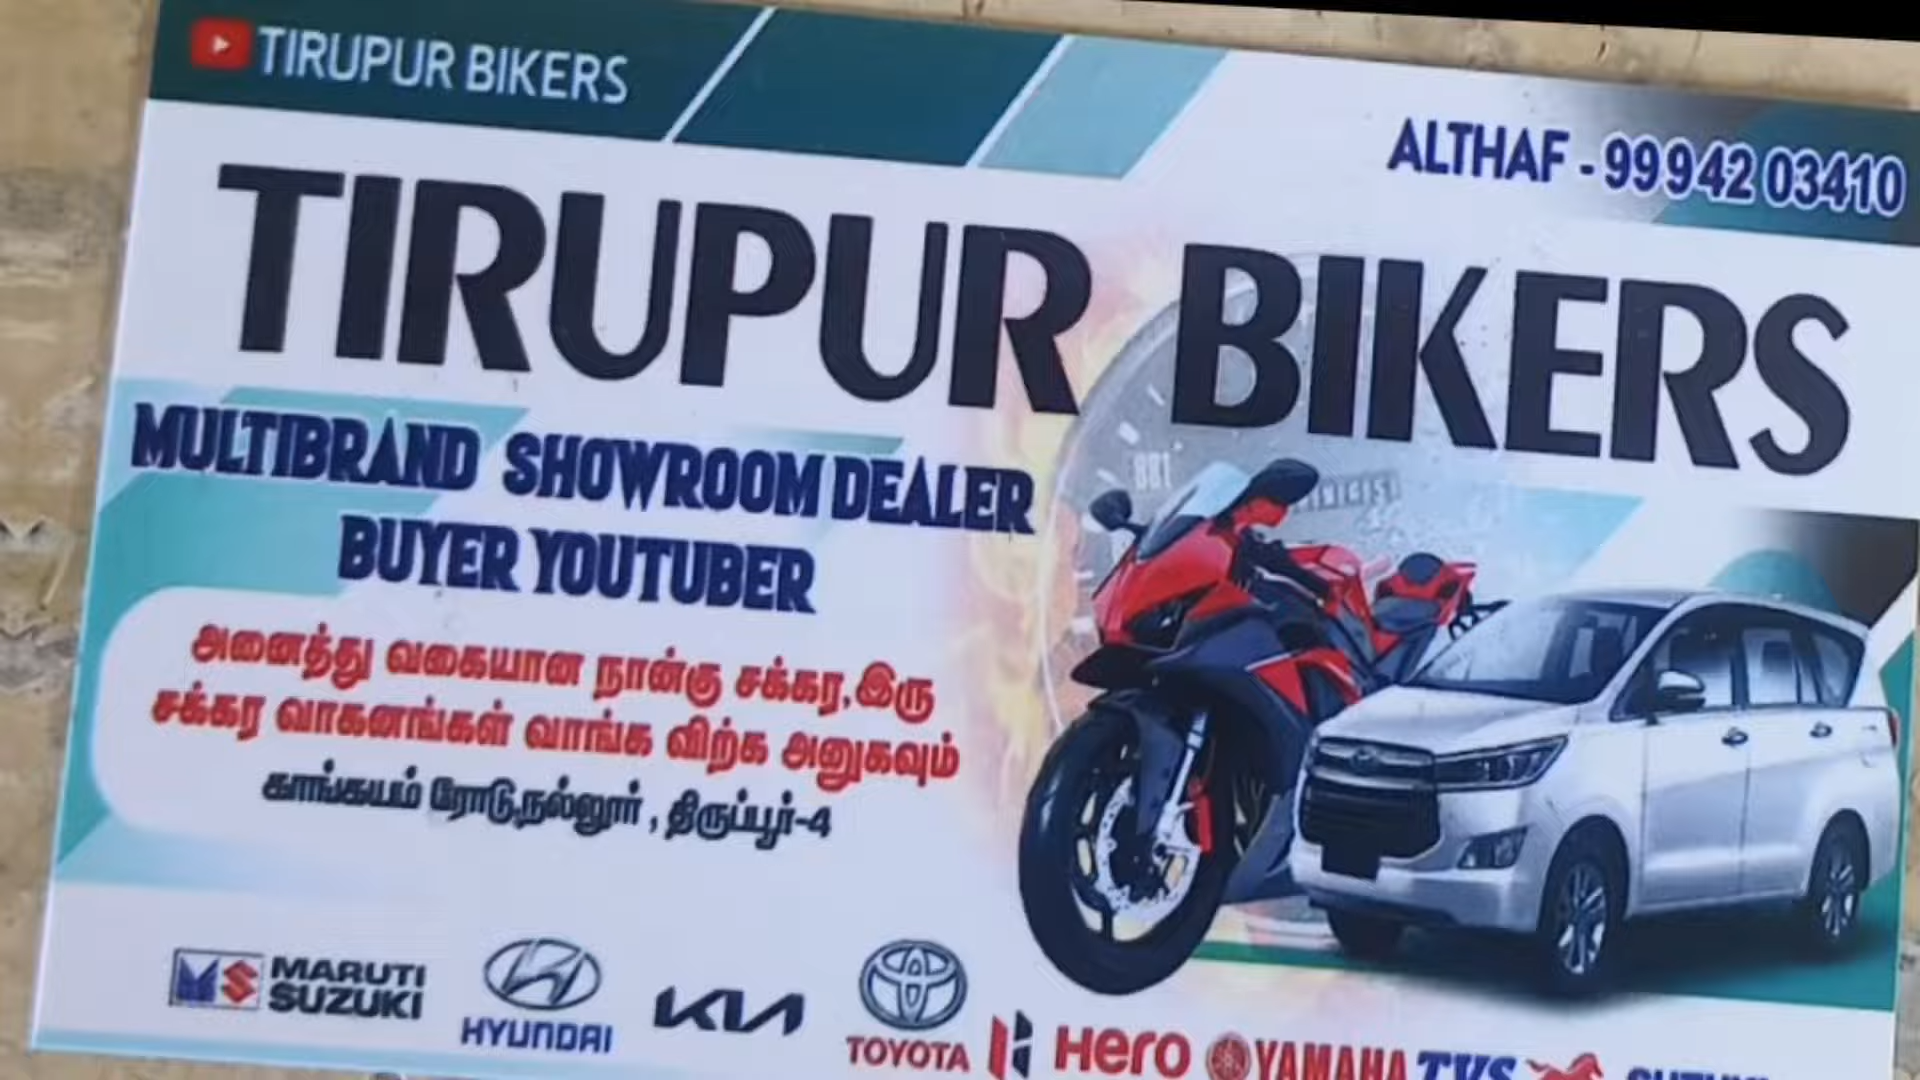 TIRUPUR BIKERS
ALTHAF - 99942 03410
TIRUPUR BIKERS
MULTIBRAND SHOWROOM DEALER
BUYER YOUTUBER
அனைத்து வகையான நான்கு சக்கர,இரு
சக்கர வாகனங்கள் வாங்க விற்க அனுகவும்
காங்கயம் ரோடு,நல்லூர் , திருப்பூர்-4
MARUTI
SUZUKI
HYUNDAI
KIA
TOYOTA
Hero
YAMAHA
TVS